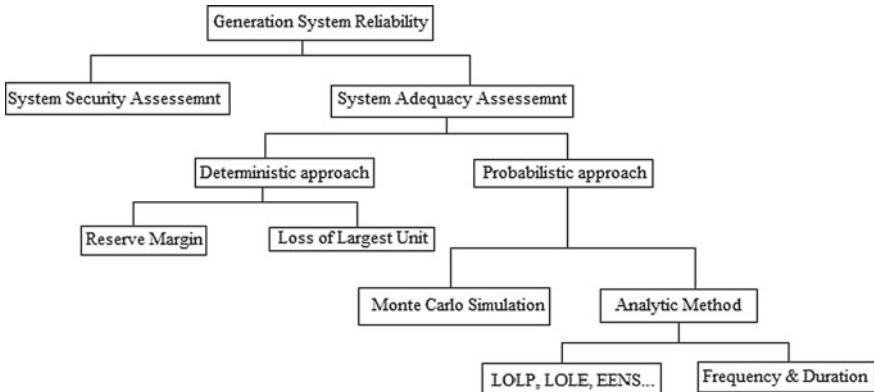 Generation System Reliability
System Security Assessemnt
System Adequacy Assessemnt
Deterministic approach
Probabilistic approach
Reserve Margin
Loss of Largest Unit
Monte Carlo Simulation
Analytic Method
LOLP,, LOLE, EENS...
Frequency & Duration